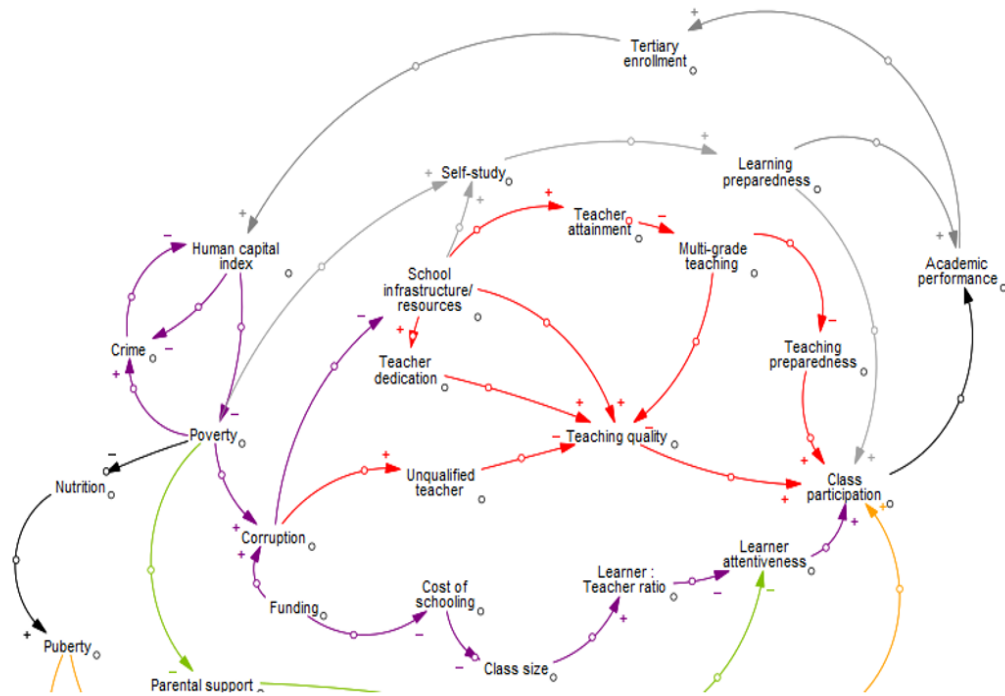 Tertiary
enrollment
Self-study
Learning
preparedness
Teacher
attainment
Multi-grade
teaching
Human capital
index
School
infrastructure/
resources
Academic
performance
Crime
Teacher
dedication
Teaching
preparedness
Poverty
Teaching quality
Nutrition
Unqualified
teacher
Class
participation
Corruption
Learner
attentiveness
Funding
Cost of
schooling
Learner :
Teacher ratio
Puberty
Class size
Parental support